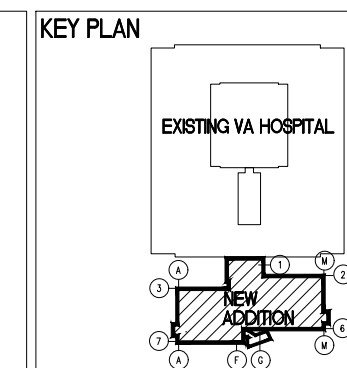 KEY PLAN
EXISTING VA HOSPITAL
1
A
M
2
3
NEW
ADDITION
7
6
A
F
G
M